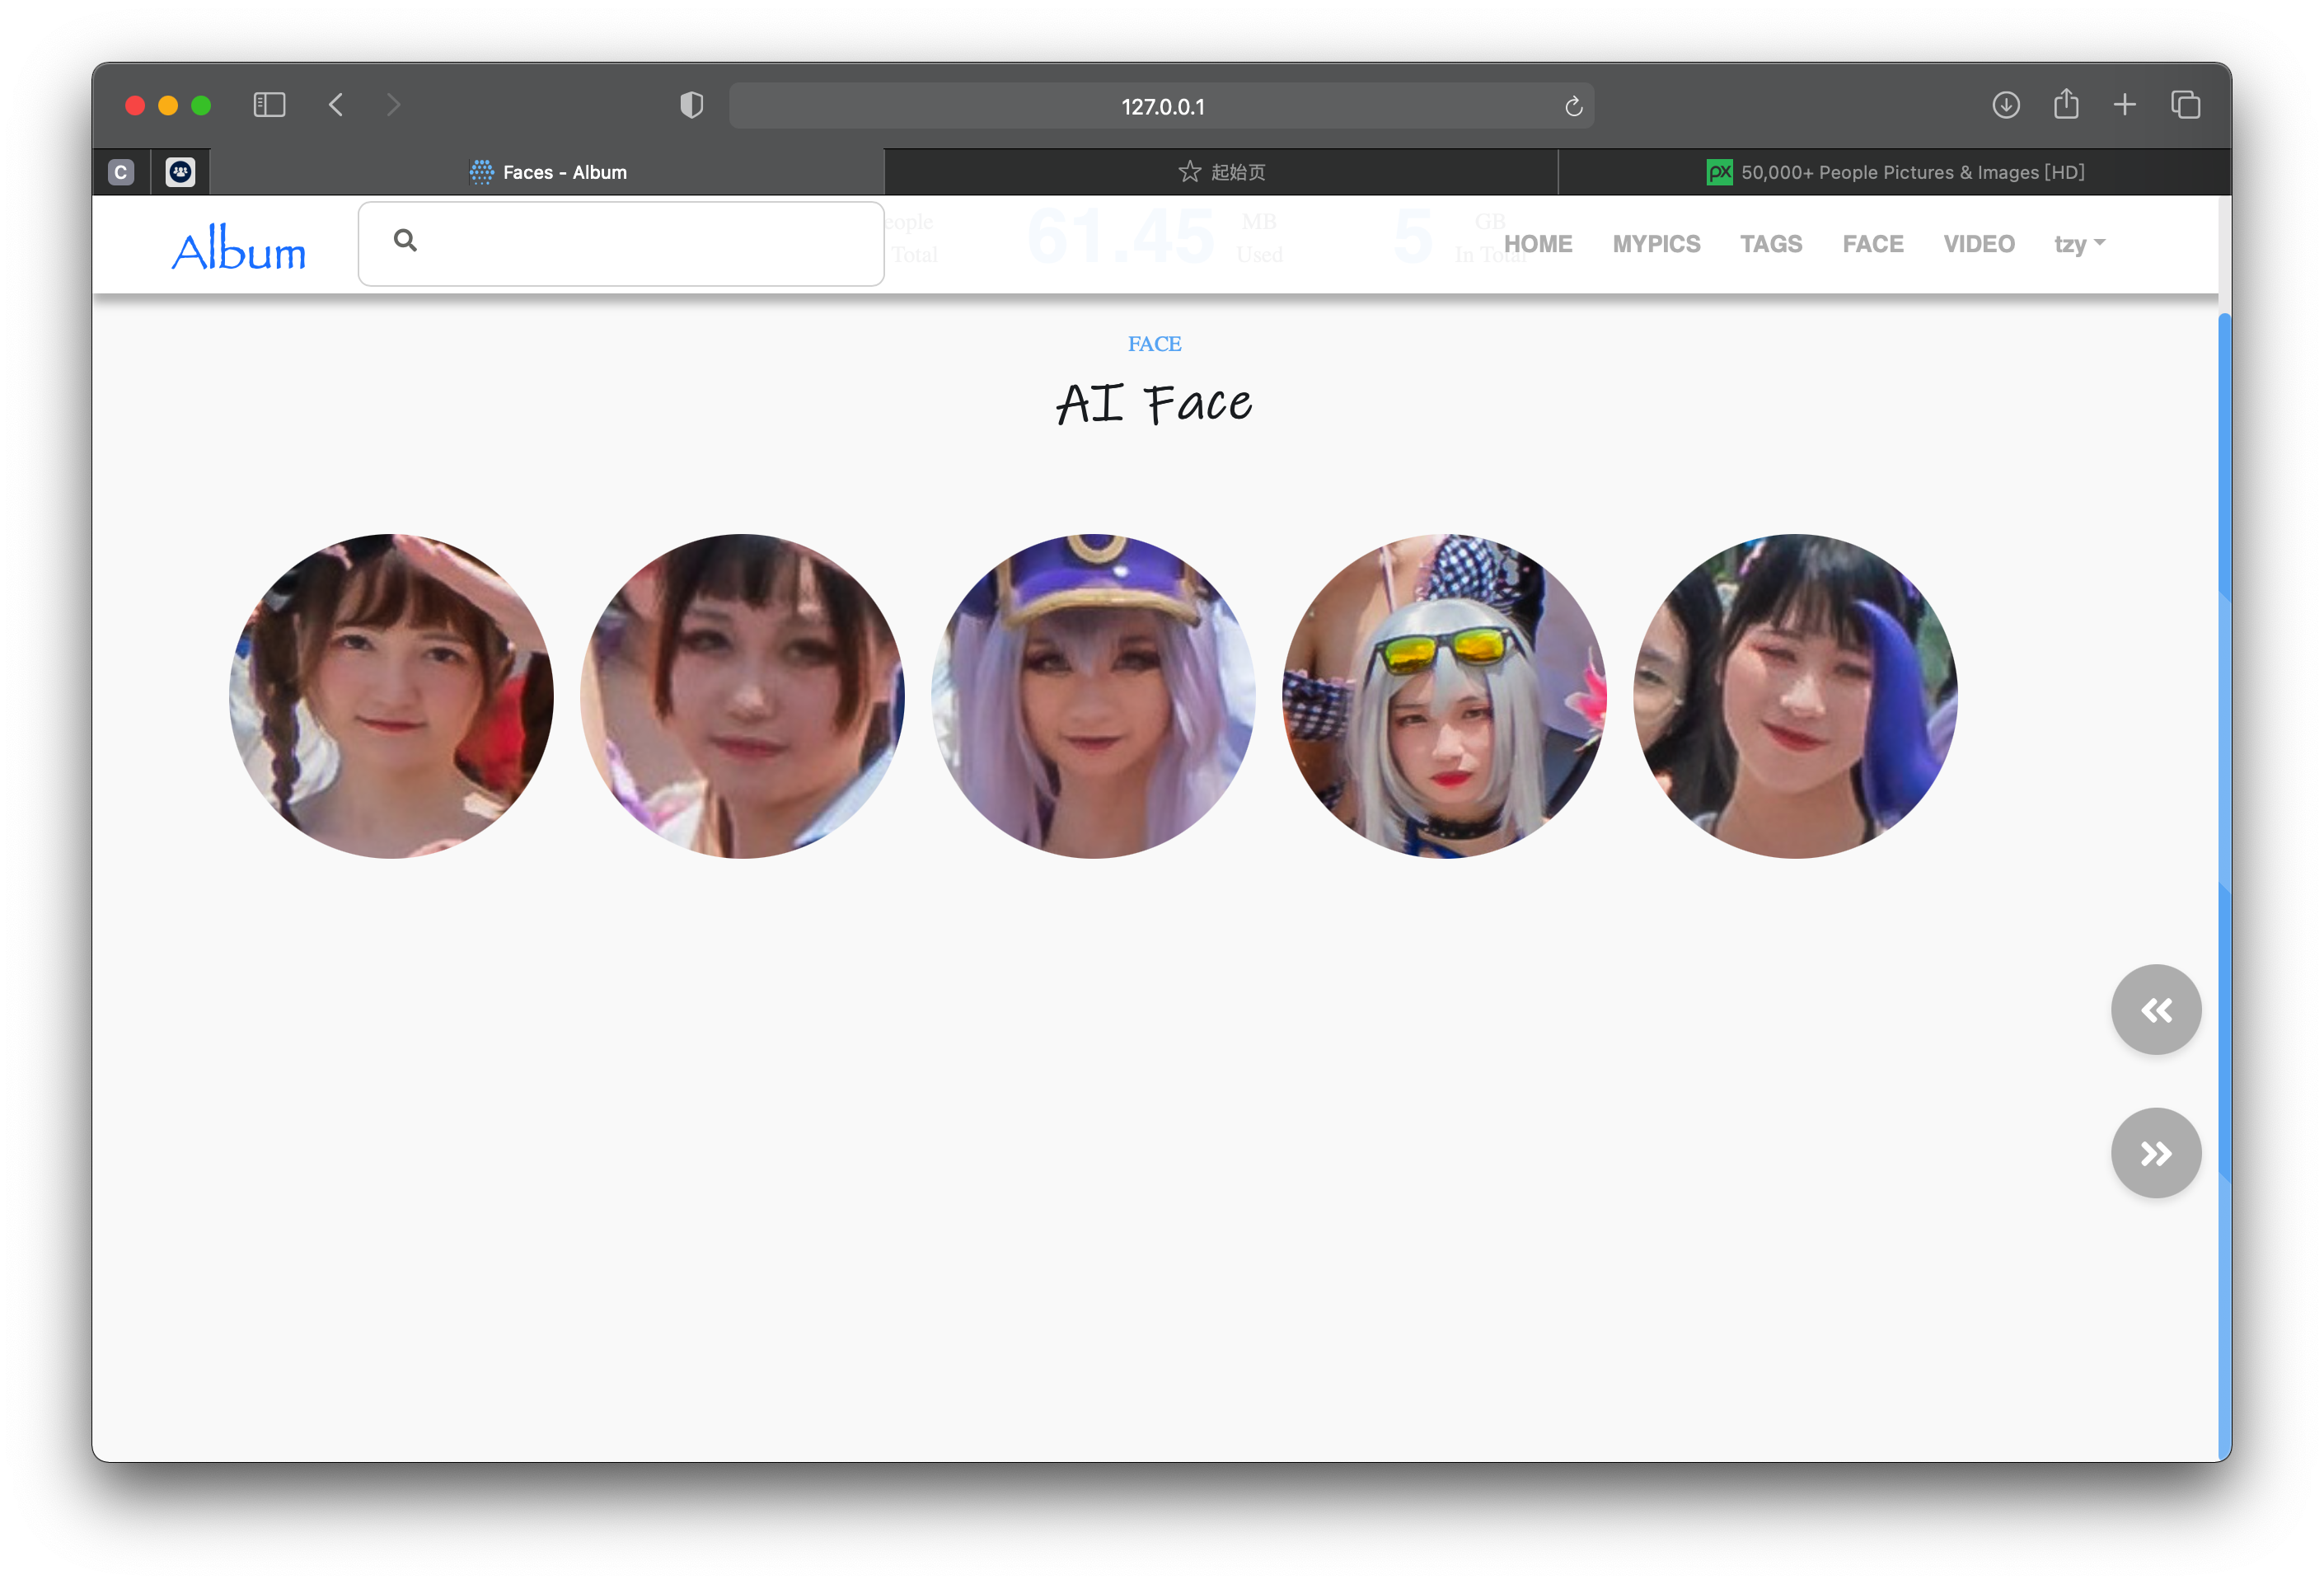 127.0.0.1
C
Faces - Album
起始页
px
50,000+ People Pictures & Images [HD]
Album
eople
Total
61.45
MB
Used
5
GB
In Total
HOME
MYPICS
TAGS
FACE
VIDEO
tzy
FACE
AI Face